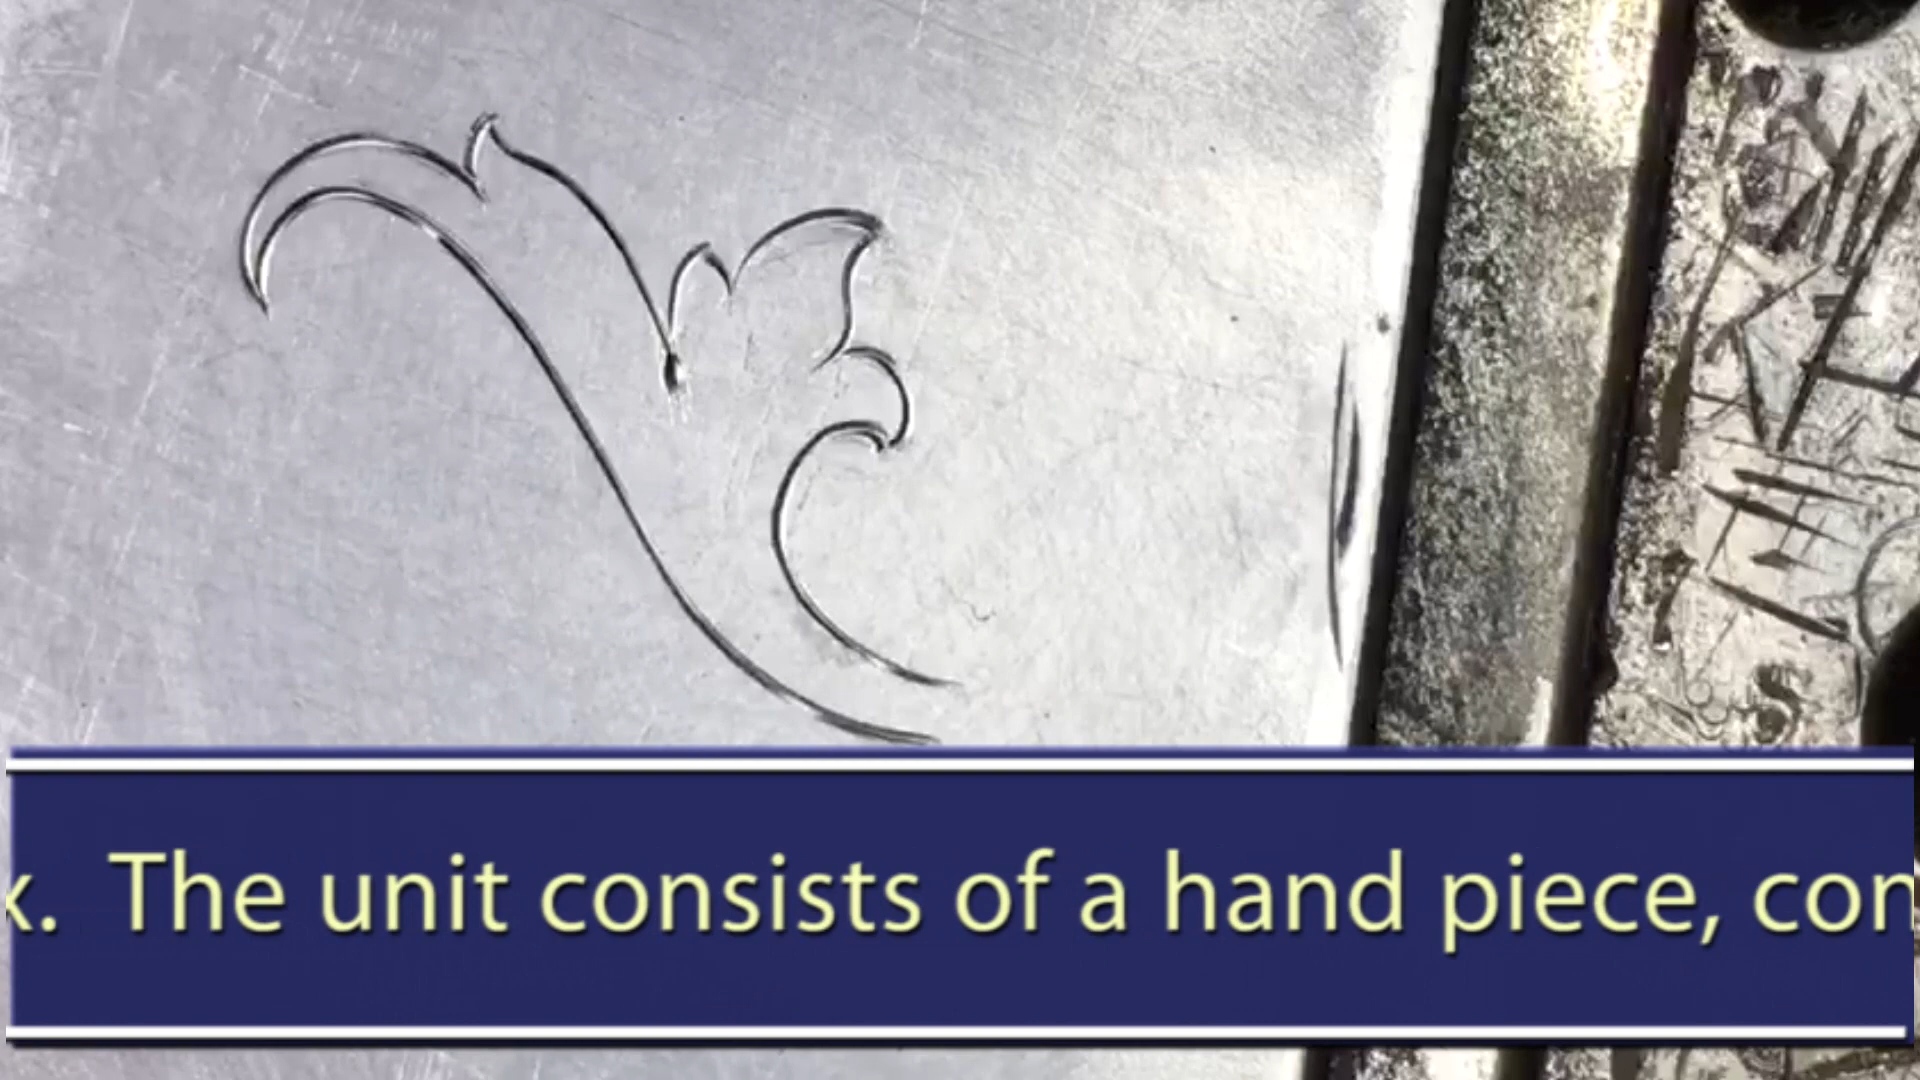 x. The unit consists of a hand piece, con